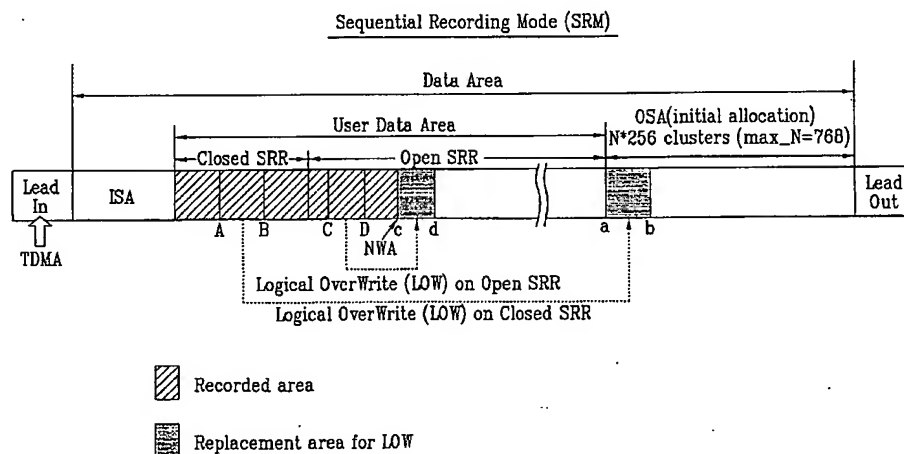 Sequential Recording Mode (SRM)
Data Area
OSA(initial allocation)
User Data Area
N*256 clusters (max_N=768)
Closed SRR
Open SRR
Lead
In
ISA
Lead
Out
A
B
C
D
c
d
a
b
TDMA
NWA
Logical OverWrite (LOW) on Open SRR
Logical OverWrite (LOW) on Closed SRR
Recorded area
Replacement area for LOW